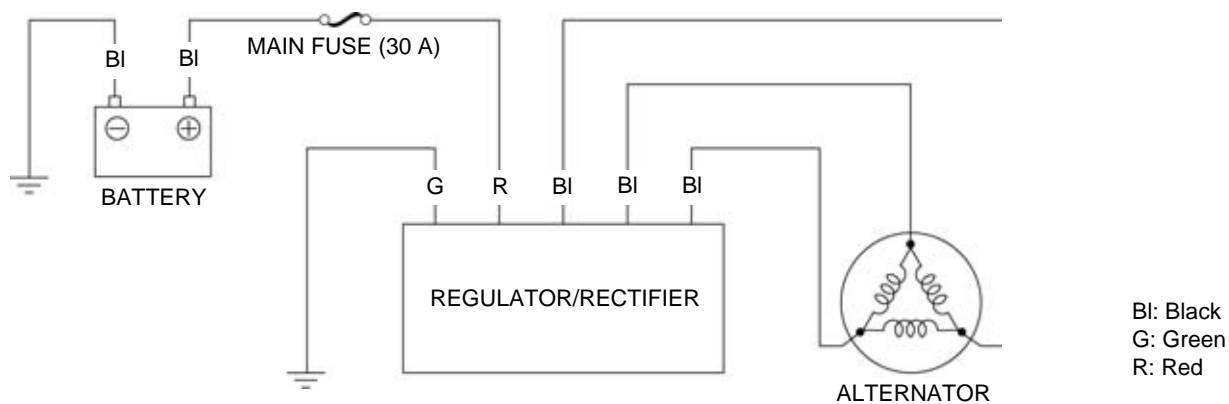 MAIN FUSE (30 A)
Bl
Bl
BATTERY
G
R
Bl
Bl
Bl
REGULATOR/RECTIFIER
ALTERNATOR
Bl: Black
G: Green
R: Red